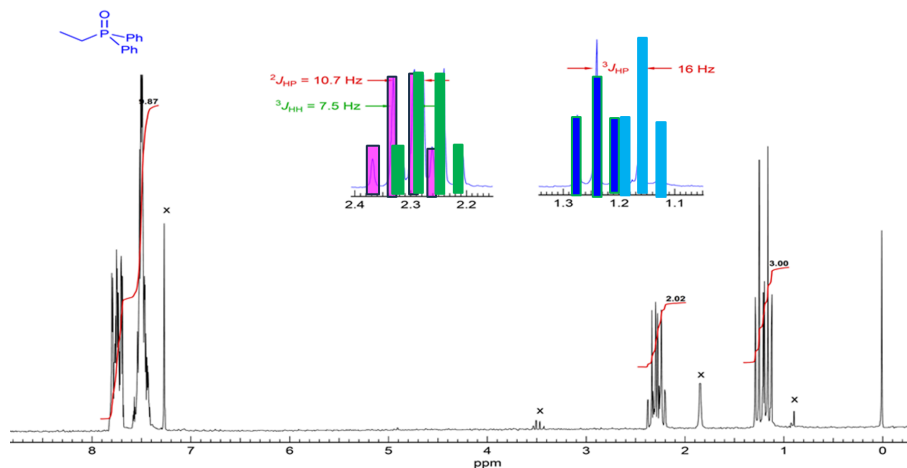 O
P
Ph
Ph
²J_HP = 10.7 Hz
³J_HH = 7.5 Hz
2.4 2.3 2.2
³J_HP 16 Hz
1.3 1.2 1.1
9.87
×
×
2.02
×
3.00
×
8 7 6 5 4 3 2 1 0
ppm